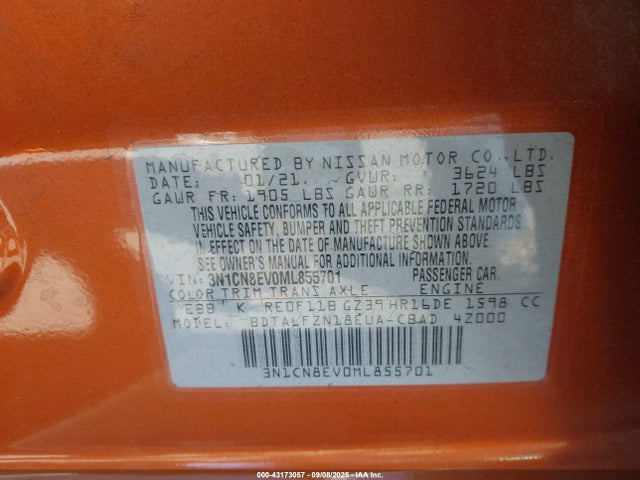 MANUFACTURED BY NISSAN MOTOR CO., LTD.
DATE: 01/21. GVWR: 3624 LBS
GAWR FR: 1905 LBS GAWR RR: 1720 LBS
THIS VEHICLE CONFORMS TO ALL APPLICABLE FEDERAL MOTOR
VEHICLE SAFETY, BUMPER AND THEFT PREVENTION STANDARDS
IN EFFECT ON THE DATE OF MANUFACTURE SHOWN ABOVE.
SEE OWNER'S MANUAL FOR ADDITIONAL INFORMATION.
VIN: 3N1CN8EV0ML855701 PASSENGER CAR.
COLOR TRIM TRANS AXLE ENGINE
EBB K RE0F11B GZ39 HR16DE 1598 CC
MODEL: BDTALFZN18EUA-CBAD 4Z000
3N1CN8EV0ML855701
000-43173057 - 09/08/2025 - IAA Inc.